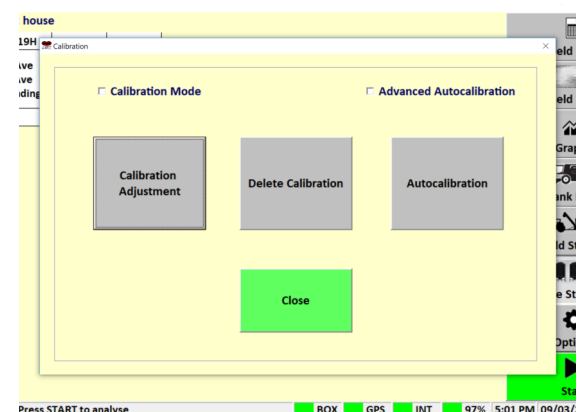 house
19H
Calibration
Calibration Mode
Advanced Autocalibration
Calibration
Adjustment
Delete Calibration
Autocalibration
Close
Press START to analyse
BOX
GPS
INT
97%
5:01 PM